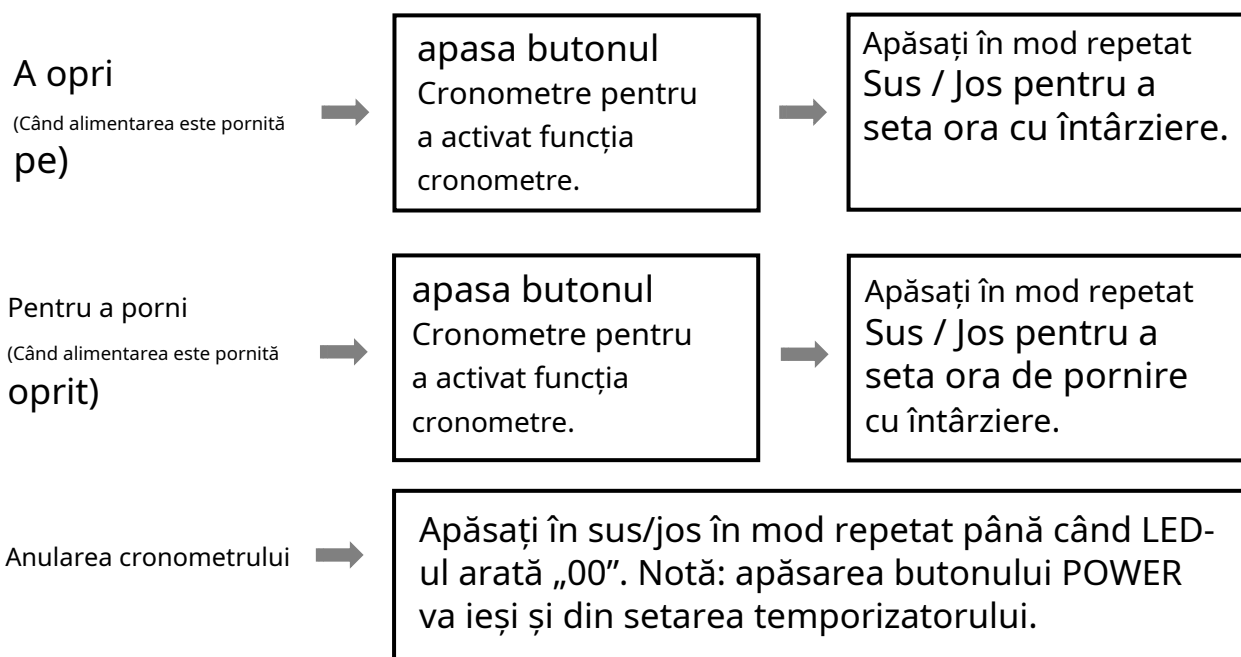 A opri
(Când alimentarea este pornită
pe)
apasa butonul
Cronometre pentru
a activat funcția
cronometre.
Apăsați în mod repetat
Sus / Jos pentru a
seta ora cu întârziere.
Pentru a porni
(Când alimentarea este pornită
oprit)
apasa butonul
Cronometre pentru
a activat funcția
cronometre.
Apăsați în mod repetat
Sus / Jos pentru a
seta ora de pornire
cu întârziere.
Anularea cronometrului
Apăsați în sus/jos în mod repetat până când LED-
ul arată „00”. Notă: apăsarea butonului POWER
va ieși și din setarea temporizatorului.